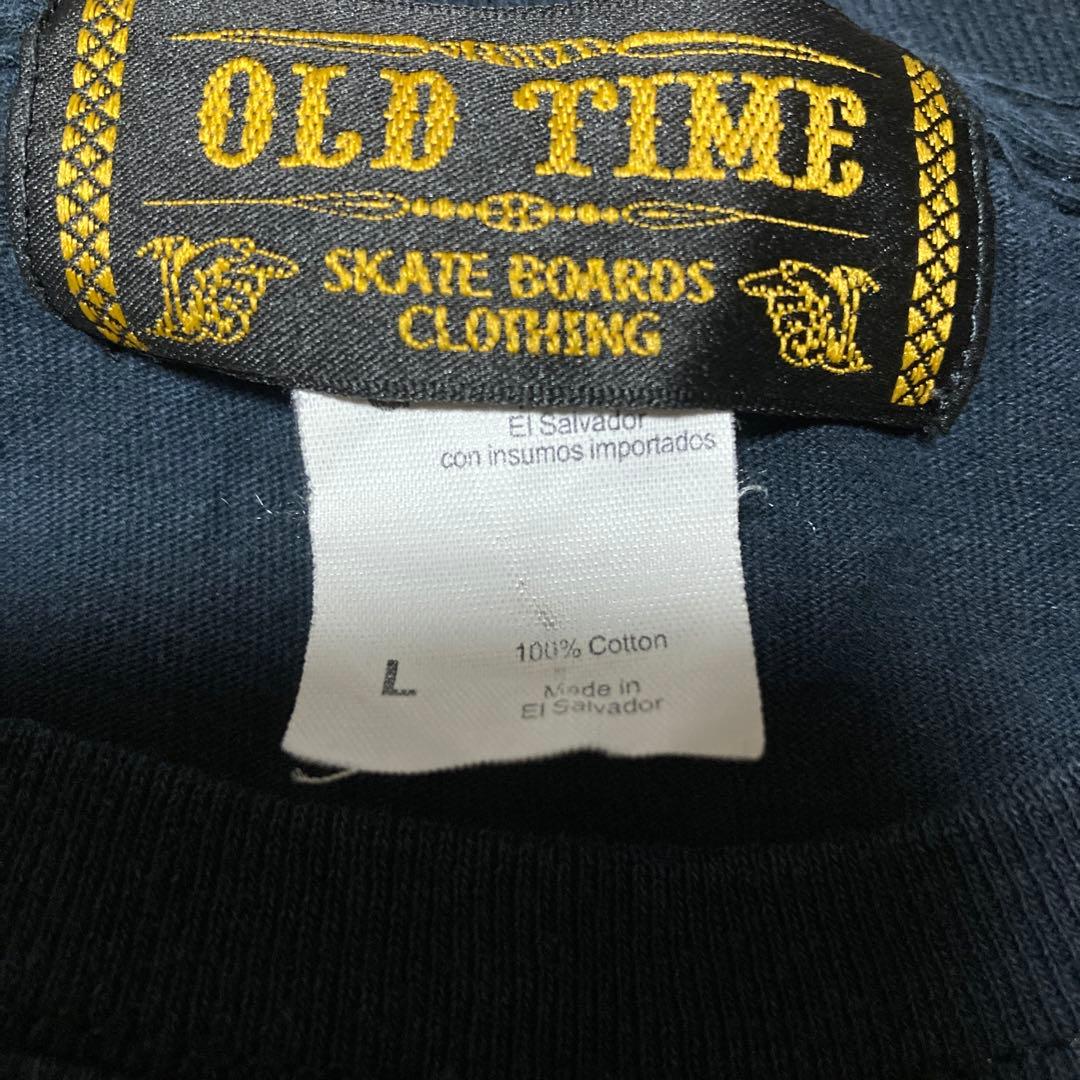 OLD TIME
SKATE BOARDS
CLOTHING
El Salvador
con insumos importados
100% Cotton
L
Made in
El Salvador